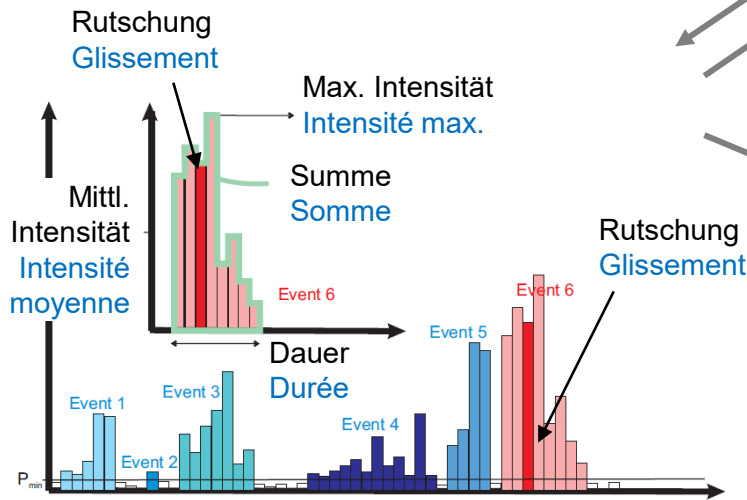 Rutschung
Glissement
Max. Intensität
Intensité max.
Summe
Somme
Mittl.
Intensität
Intensité
moyenne
Event 6
Dauer
Durée
Rutschung
Glissement
Event 6
Event 5
Event 3
Event 1
Event 4
Event 2
Pmin